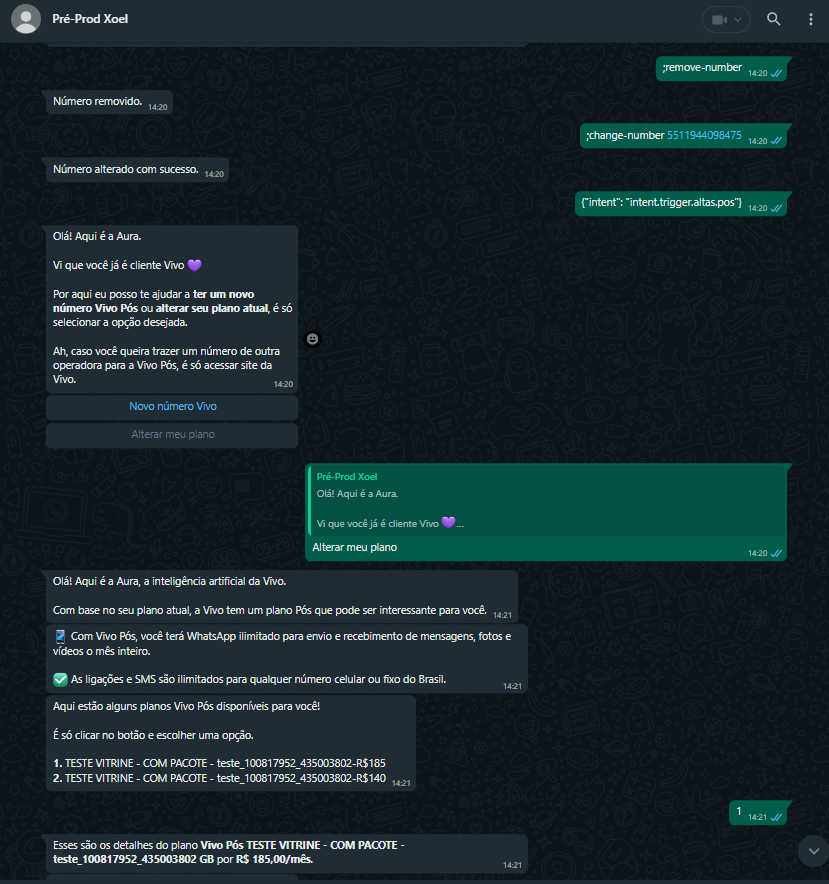 Pré-Prod Xoel
;remove-number 14:20
Número removido. 14:20
;change-number 5511944098475 14:20
Número alterado com sucesso. 14:20
{"intent": "intent.trigger.altas.pos"} 14:20
Olá! Aqui é a Aura.
Vi que você já é cliente Vivo 💜
Por aqui eu posso te ajudar a ter um novo
número Vivo Pós ou alterar seu plano atual, é só
selecionar a opção desejada.
Ah, caso você queira trazer um número de outra
operadora para a Vivo Pós, é só acessar site da
Vivo. 14:20
Novo número Vivo
Alterar meu plano
Pré-Prod Xoel
Olá! Aqui é a Aura.
Vi que você já é cliente Vivo 💜...
Alterar meu plano 14:20
Olá! Aqui é a Aura, a inteligência artificial da Vivo.
Com base no seu plano atual, a Vivo tem um plano Pós que pode ser interessante para você. 14:21
📲 Com Vivo Pós, você terá WhatsApp ilimitado para envio e recebimento de mensagens, fotos e
vídeos o mês inteiro.
✅ As ligações e SMS são ilimitados para qualquer número celular ou fixo do Brasil. 14:21
Aqui estão alguns planos Vivo Pós disponíveis para você!
É só clicar no botão e escolher uma opção.
1. TESTE VITRINE - COM PACOTE - teste_100817952_435003802-R$185
2. TESTE VITRINE - COM PACOTE - teste_100817952_435003802-R$140 14:21
1 14:21
Esses são os detalhes do plano Vivo Pós TESTE VITRINE - COM PACOTE -
teste_100817952_435003802 GB por R$ 185,00/mês. 14:21